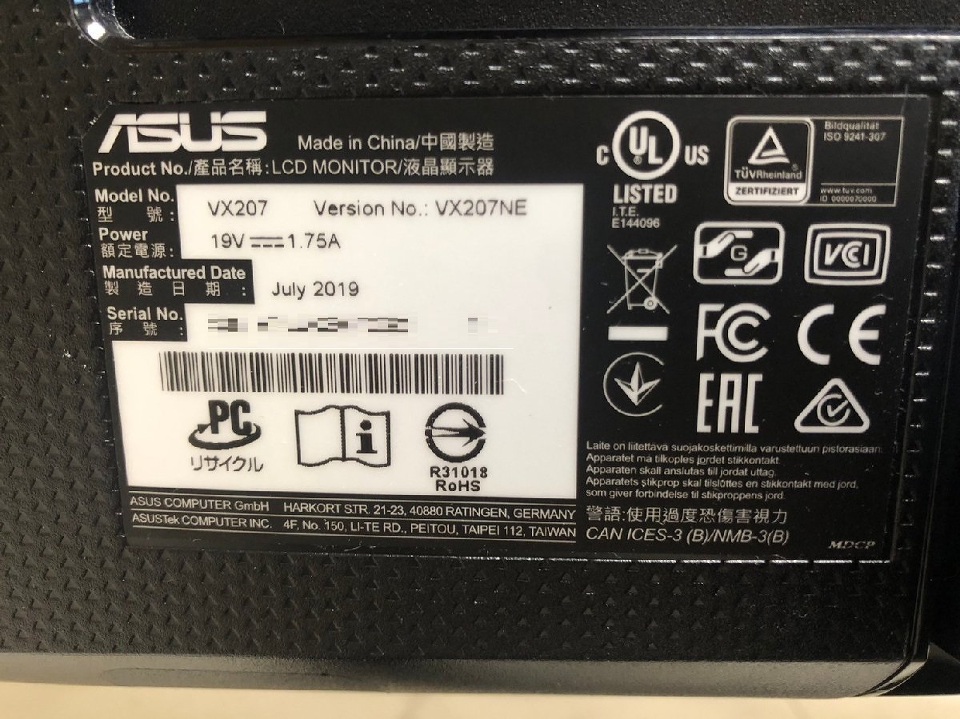 ASUS
Made in China/中國製造
Product No./產品名稱:LCD MONITOR/液晶顯示器
Model No.
型 號:
VX207 Version No.: VX207NE
Power
額定電源:
19V 1.75A
Manufactured Date
製造日期:
July 2019
Serial No.
序 號:
PC
リサイクル
i
R31018
RoHS
ASUS COMPUTER GmbH HARKORT STR. 21-23, 40880 RATINGEN, GERMANY
ASUSTek COMPUTER INC. 4F, No. 150, LI-TE RD., PEITOU, TAIPEI 112, TAIWAN
C UL US
LISTED
I.T.E.
E144096
TÜVRheinland
ZERTIFIZIERT
Bildqualität
ISO 9241-307
www.tuv.com
ID 0000070000
G
VCI
FC
CE
EAC
Laite on liitettävä suojakoskettimilla varustettuun pistorasiaan.
Apparatet må tilkoples jordet stikkontakt.
Apparaten skall anslutas till jordat uttag.
Apparatets stikprop skal tilsluttes en stikkontakt med jord,
som giver forbindelse til stikproppens jord.
警語:使用過度恐傷害視力
CAN ICES-3 (B)/NMB-3(B)
MDCP